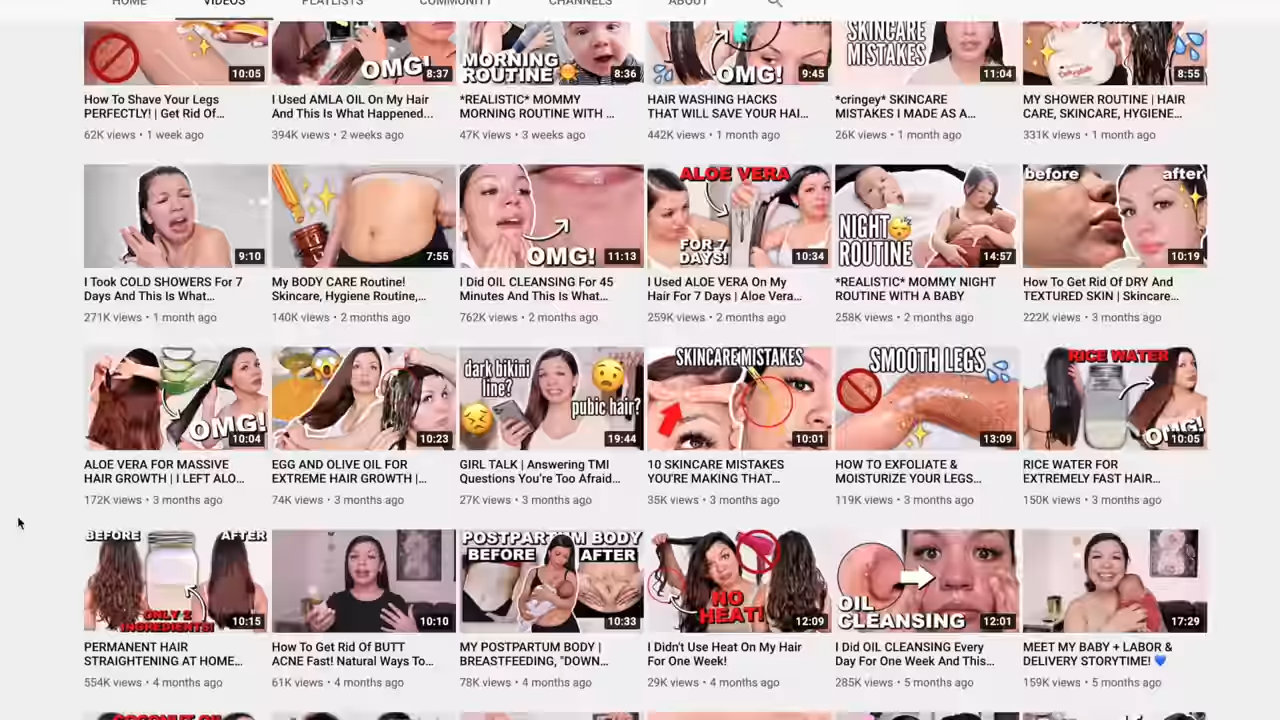 HOME VIDEOS PLAYLISTS COMMUNITY CHANNELS ABOUT
10:05
OMG!
8:37
MORNING
ROUTINE
8:36
OMG!
9:45
SKINCARE
MISTAKES
11:04
8:55
How To Shave Your Legs
PERFECTLY! | Get Rid Of...
62K views • 1 week ago
I Used AMLA OIL On My Hair
And This Is What Happened...
394K views • 2 weeks ago
*REALISTIC* MOMMY
MORNING ROUTINE WITH ...
47K views • 3 weeks ago
HAIR WASHING HACKS
THAT WILL SAVE YOUR HAI...
442K views • 1 month ago
*cringey* SKINCARE
MISTAKES I MADE AS A...
26K views • 1 month ago
MY SHOWER ROUTINE | HAIR
CARE, SKINCARE, HYGIENE...
331K views • 1 month ago
9:10
7:55
OMG!
11:13
ALOE VERA
FOR 7
DAYS!
10:34
NIGHT
ROUTINE
14:57
before after
10:19
I Took COLD SHOWERS For 7
Days And This Is What...
271K views • 1 month ago
My BODY CARE Routine!
Skincare, Hygiene Routine,...
140K views • 2 months ago
I Did OIL CLEANSING For 45
Minutes And This Is What...
762K views • 2 months ago
I Used ALOE VERA On My
Hair For 7 Days | Aloe Vera...
259K views • 2 months ago
*REALISTIC* MOMMY NIGHT
ROUTINE WITH A BABY
258K views • 2 months ago
How To Get Rid Of DRY And
TEXTURED SKIN | Skincare...
222K views • 3 months ago
OMG!
10:04
10:23
dark bikini
line?
pubic hair?
19:44
SKINCARE MISTAKES
10:01
SMOOTH LEGS
13:09
RICE WATER
OMG!
10:05
ALOE VERA FOR MASSIVE
HAIR GROWTH | I LEFT ALO...
172K views • 3 months ago
EGG AND OLIVE OIL FOR
EXTREME HAIR GROWTH |...
74K views • 3 months ago
GIRL TALK | Answering TMI
Questions You're Too Afraid...
27K views • 3 months ago
10 SKINCARE MISTAKES
YOU'RE MAKING THAT...
35K views • 3 months ago
HOW TO EXFOLIATE &
MOISTURIZE YOUR LEGS...
119K views • 3 months ago
RICE WATER FOR
EXTREMELY FAST HAIR...
150K views • 3 months ago
BEFORE AFTER
ONLY 2
INGREDIENTS!
10:15
10:10
POSTPARTUM BODY
BEFORE AFTER
10:33
NO
HEAT!
12:09
OIL
CLEANSING
12:01
17:29
PERMANENT HAIR
STRAIGHTENING AT HOME...
554K views • 4 months ago
How To Get Rid Of BUTT
ACNE Fast! Natural Ways To...
61K views • 4 months ago
MY POSTPARTUM BODY |
BREASTFEEDING, "DOWN...
78K views • 4 months ago
I Didn't Use Heat On My Hair
For One Week!
29K views • 4 months ago
I Did OIL CLEANSING Every
Day For One Week And This...
285K views • 5 months ago
MEET MY BABY + LABOR &
DELIVERY STORYTIME! 💙
159K views • 5 months ago
COCONUT OIL